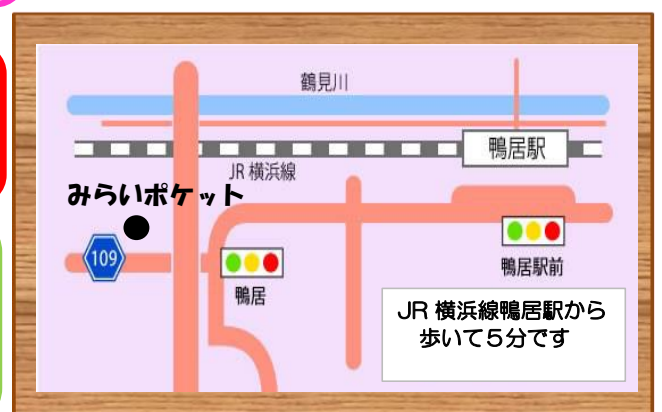 鶴見川
鴨居駅
JR 横浜線
みらいポケット
109
鴨居駅前
鴨居
JR 横浜線鴨居駅から
歩いて5分です